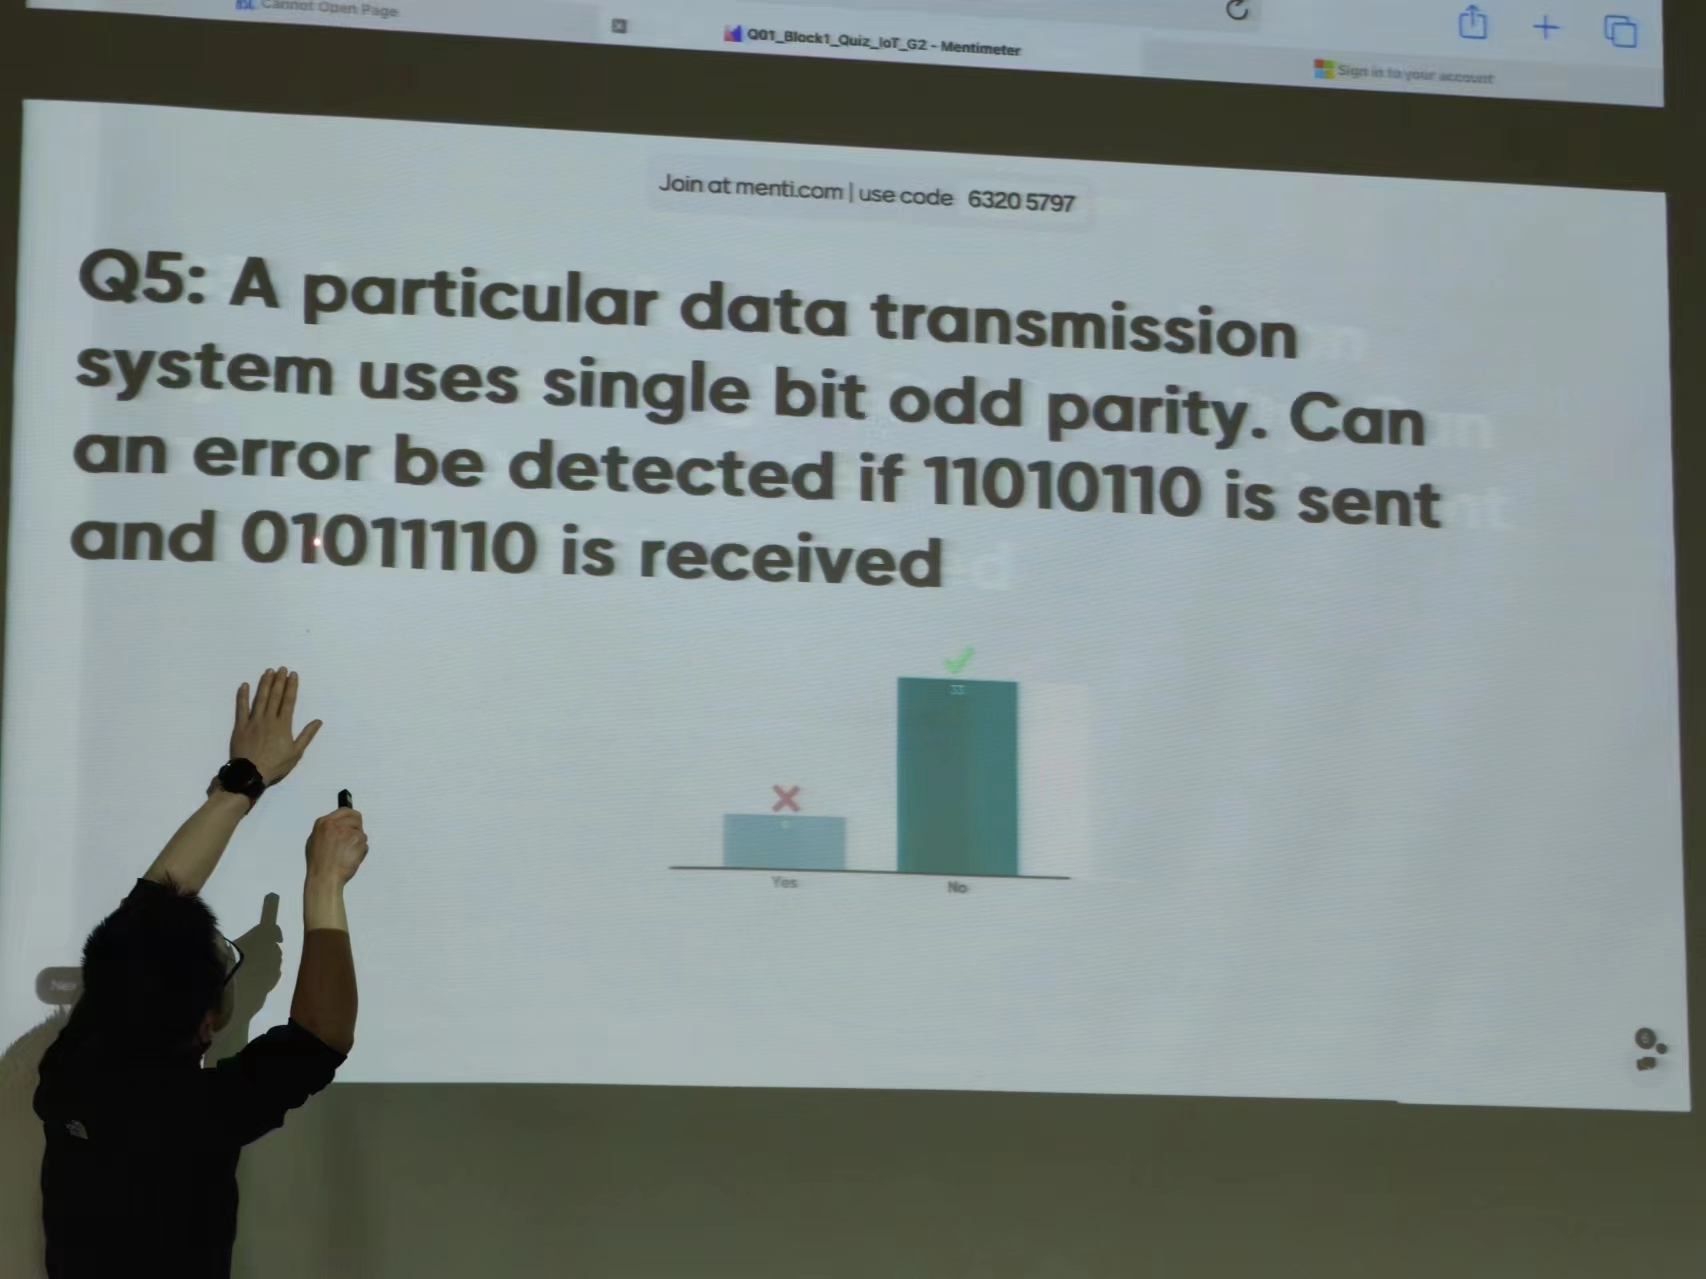 Cannot Open Page
Q01_Block1_Quiz_IoT_G2 - Mentimeter
Sign in to your account
Join at menti.com | use code 6320 5797
Q5: A particular data transmission
system uses single bit odd parity. Can
an error be detected if 11010110 is sent
and 01011110 is received
33
Yes
No